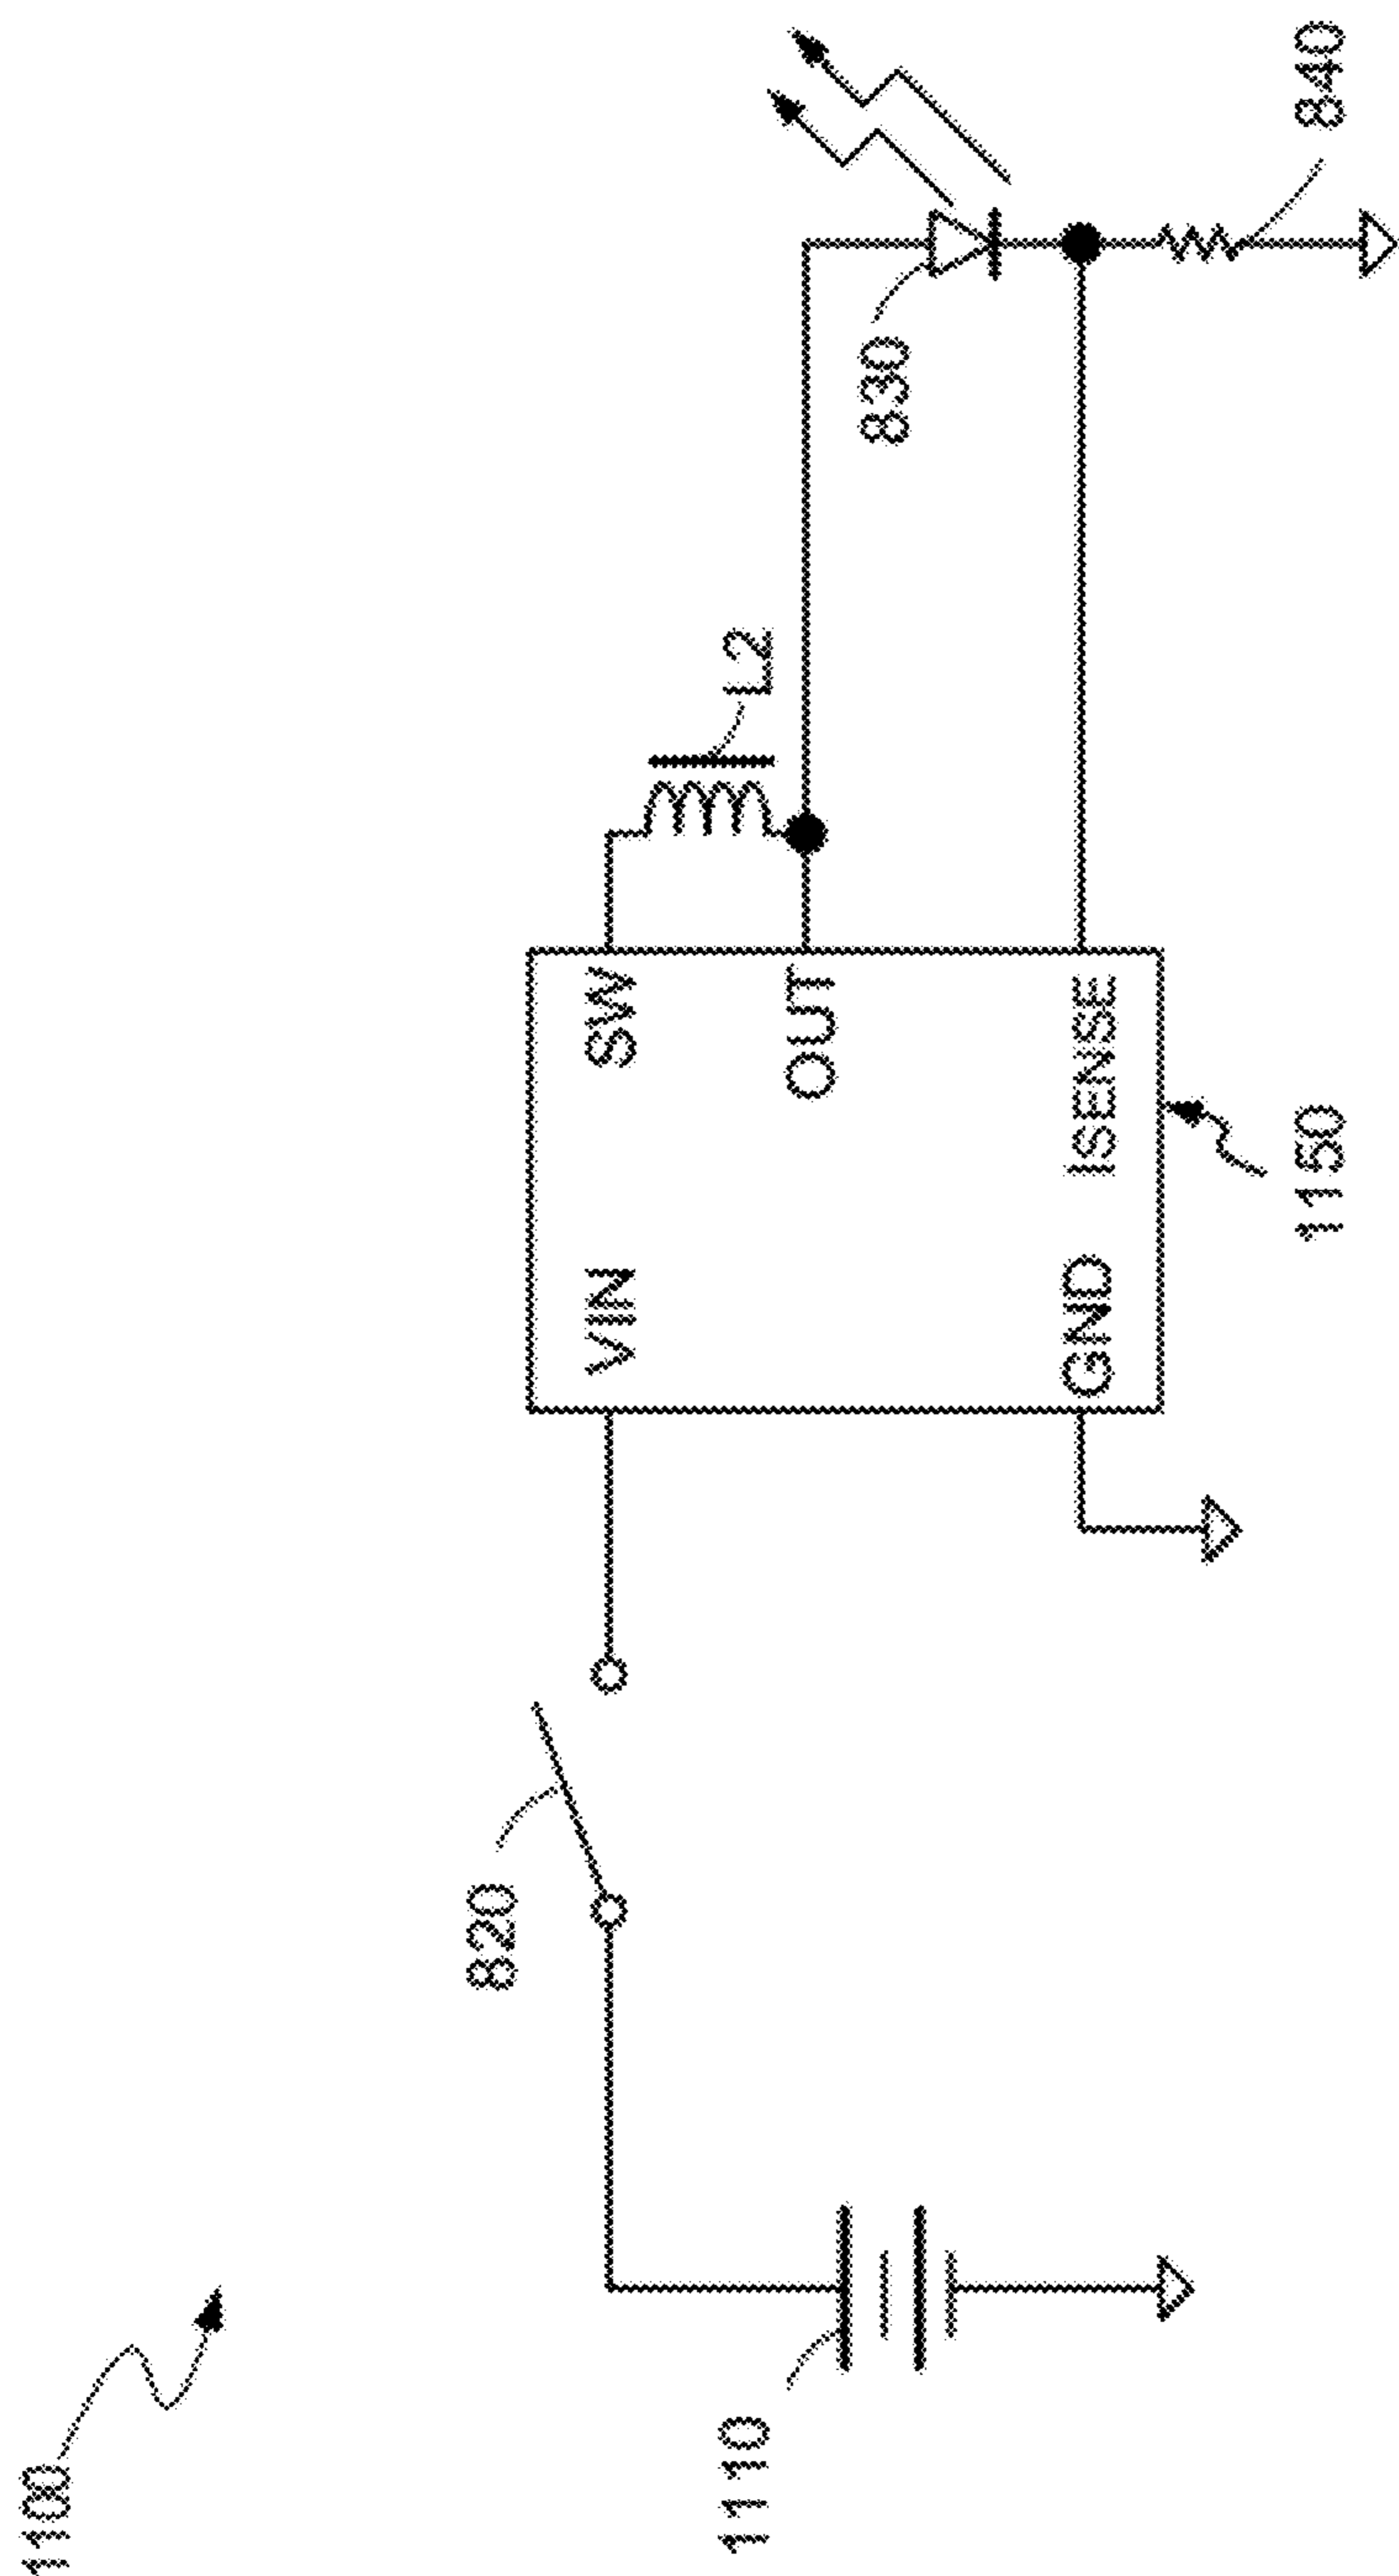 1100
1110
820
VIN
GND
SW
OUT
ISENSE
1150
L2
830
840